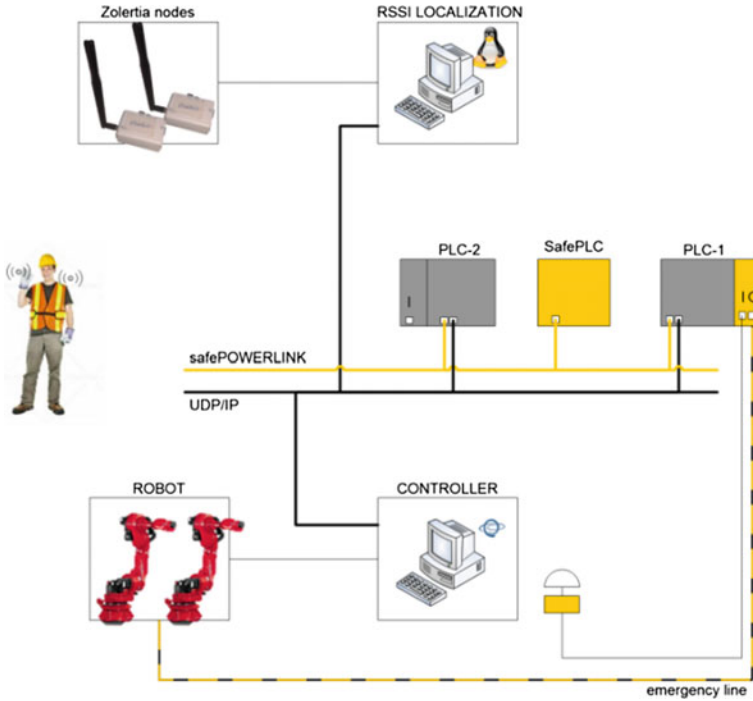 Zolertia nodes
RSSI LOCALIZATION
PLC-2
SafePLC
PLC-1
I
I O
safePOWERLINK
UDP/IP
ROBOT
CONTROLLER
emergency line